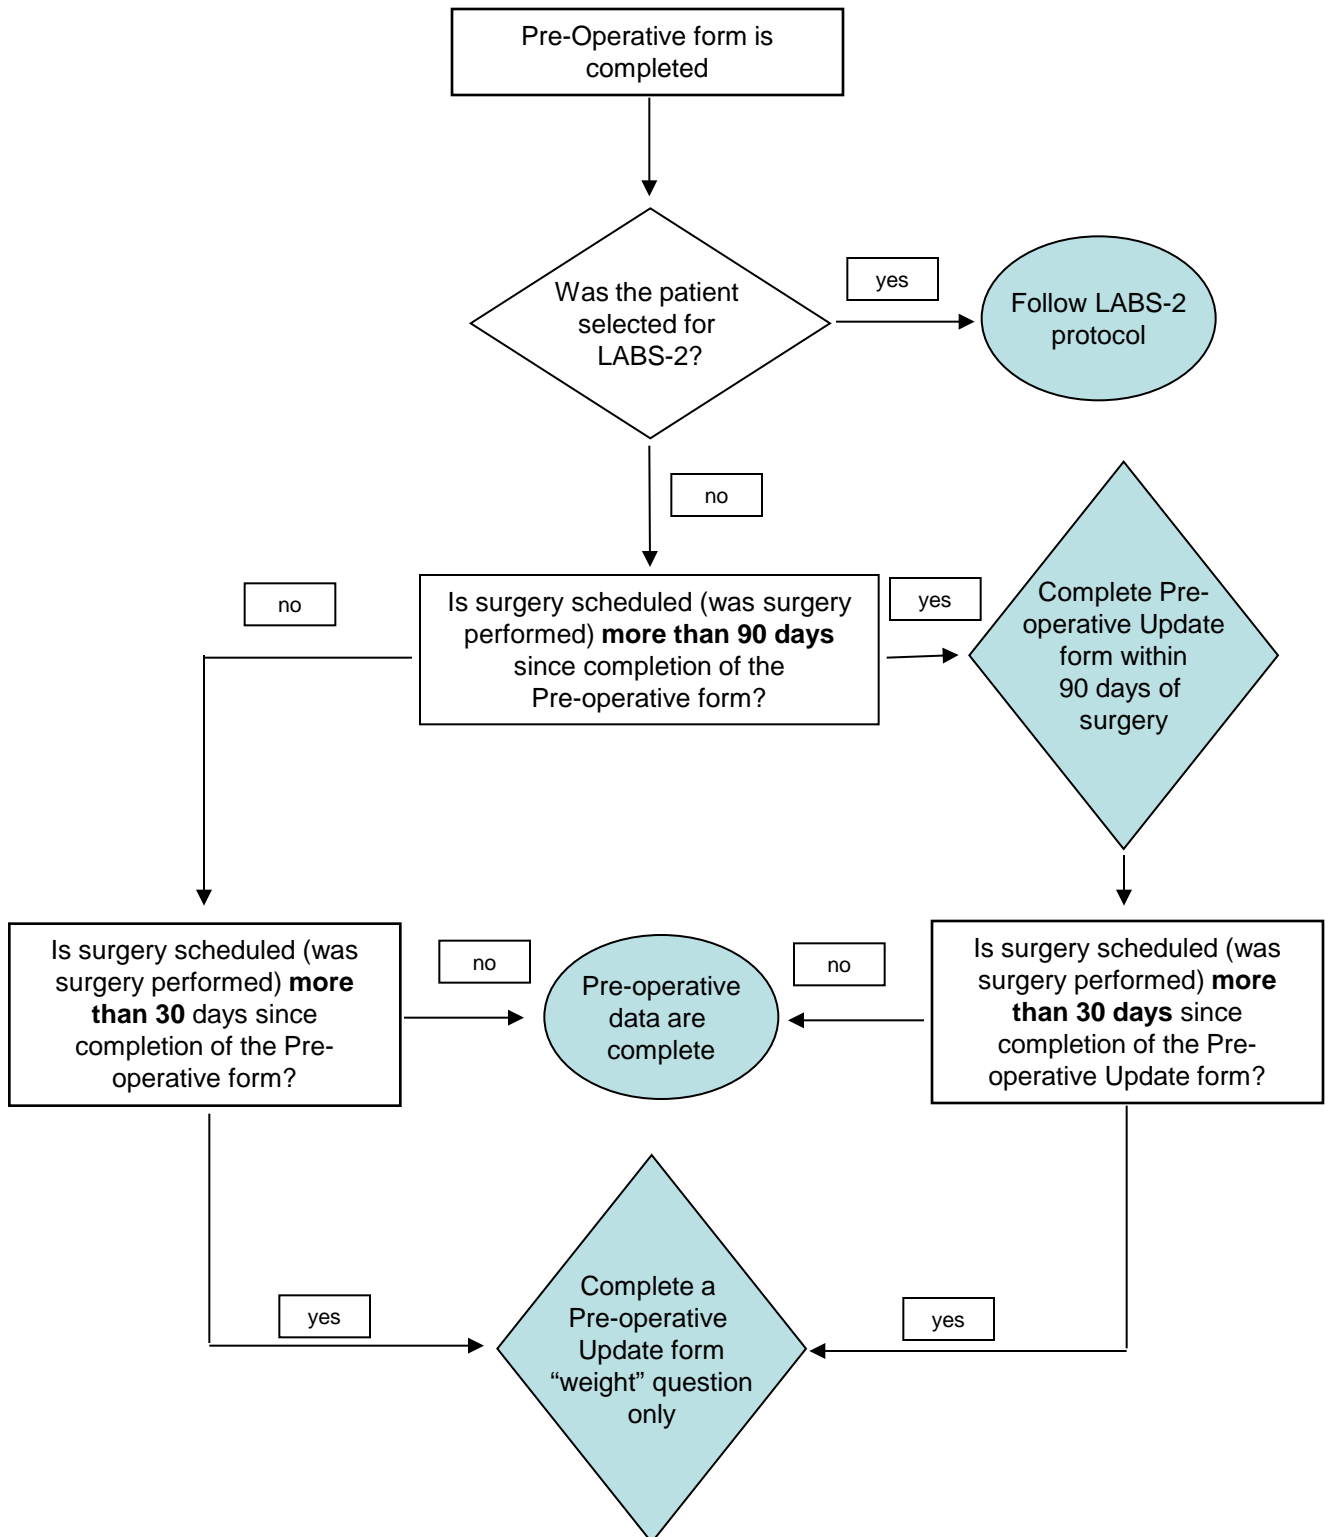 Pre-Operative form is
completed
Was the patient
selected for
LABS-2?
yes
Follow LABS-2
protocol
no
no
Is surgery scheduled (was surgery
performed) more than 90 days
since completion of the
Pre-operative form?
yes
Complete Pre-
operative Update
form within
90 days of
surgery
Is surgery scheduled (was
surgery performed) more
than 30 days since
completion of the Pre-
operative form?
no
Pre-operative
data are
complete
no
Is surgery scheduled (was
surgery performed) more
than 30 days since
completion of the Pre-
operative Update form?
yes
Complete a
Pre-operative
Update form
“weight” question
only
yes